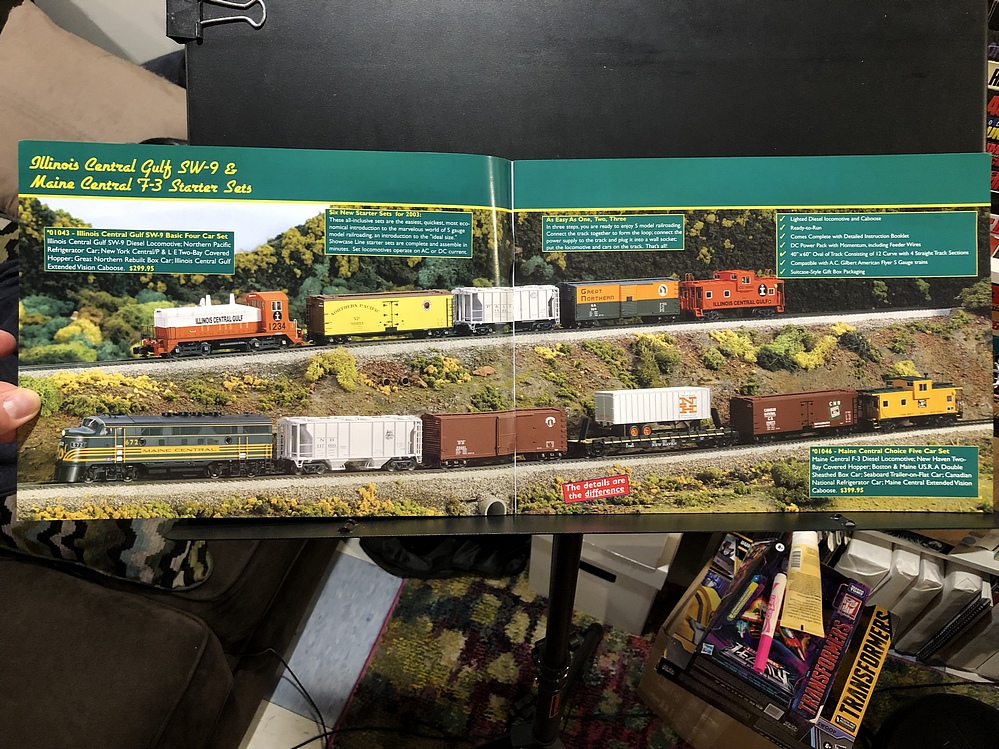 Illinois Central Gulf SW-9 &
Maine Central F-3 Starter Sets
*01043 - Illinois Central Gulf SW-9 Basic Four Car Set
Illinois Central Gulf SW-9 Diesel Locomotive; Northern Pacific
Refrigerator Car; New York Central/P & L E Two-Bay Covered
Hopper; Great Northern Rebuilt Box Car; Illinois Central Gulf
Extended Vision Caboose. $299.95
Six New Starter Sets for 2003:
These all-inclusive sets are the easiest, quickest, most eco-
nomical introduction to the marvelous world of S gauge
model railroading, an introduction to the "ideal size."
Showcase Line starter sets are complete and assemble in
minutes. Set locomotives operate on AC or DC current.
As Easy As One, Two, Three
In three steps, you are ready to enjoy S model railroading.
Connect the track together to form the loop; connect the
power supply to the track and plug it into a wall socket;
put the locomotive and cars on the track. That's all!
✓ Lighted Diesel locomotive and Caboose
✓ Ready-to-Run
✓ Comes Complete with Detailed Instruction Booklet
✓ DC Power Pack with Momentum, including Feeder Wires
✓ 40" x 60" Oval of Track Consisting of 12 Curve with 4 Straight Track Sections
✓ Compatible with A.C. Gilbert American Flyer S Gauge trains
✓ Suitcase-Style Gift Box Packaging
ILLINOIS CENTRAL GULF
1234
NORTHERN PACIFIC
GREAT
NORTHERN
ILLINOIS CENTRAL GULF
672
672
MAINE CENTRAL
N
H
NEW HAVEN
The details are
the difference
*01046 - Maine Central Choice Five Car Set
Maine Central F-3 Diesel Locomotive; New Haven Two-
Bay Covered Hopper; Boston & Maine U.S.R.A Double
Sheathed Box Car; Seaboard Trailer-on-Flat Car; Canadian
National Refrigerator Car; Maine Central Extended Vision
Caboose. $399.95
TRANSFORMERS
TRANSFORMERS